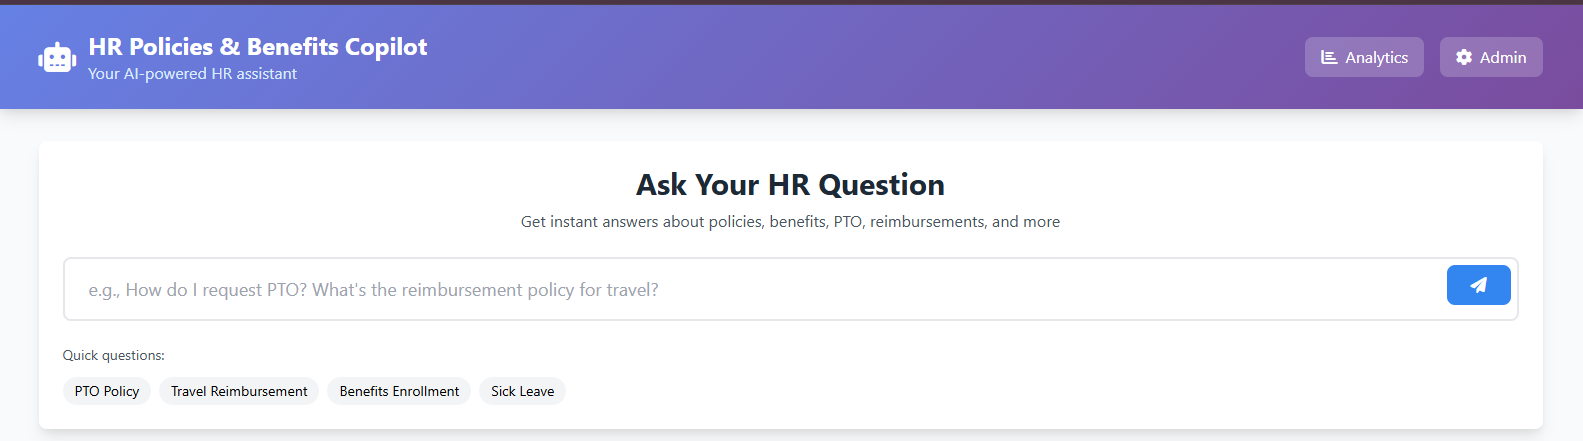 HR Policies & Benefits Copilot
Your AI-powered HR assistant
Analytics
Admin
Ask Your HR Question
Get instant answers about policies, benefits, PTO, reimbursements, and more
e.g., How do I request PTO? What's the reimbursement policy for travel?
Quick questions:
PTO Policy
Travel Reimbursement
Benefits Enrollment
Sick Leave